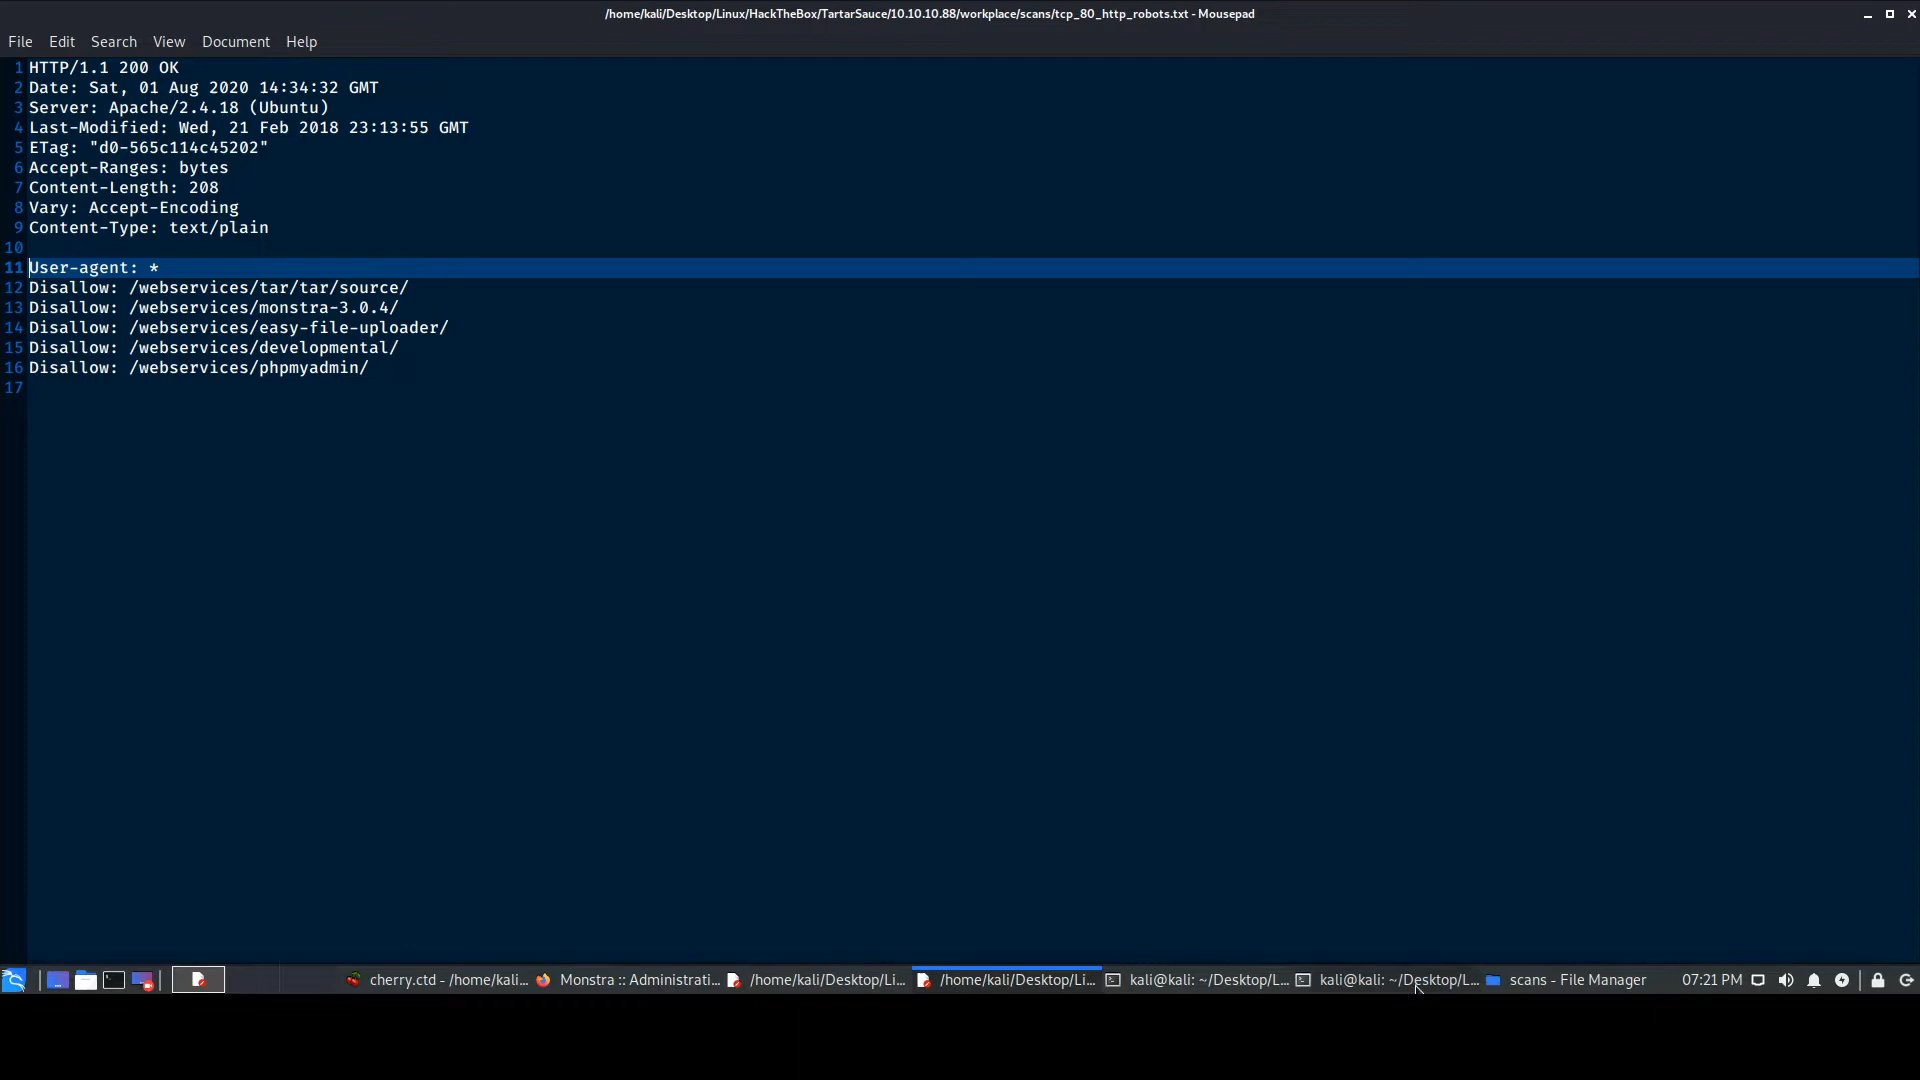 /home/kali/Desktop/Linux/HackTheBox/TartarSauce/10.10.10.88/workplace/scans/tcp_80_http_robots.txt - Mousepad
File Edit Search View Document Help
1 HTTP/1.1 200 OK
2 Date: Sat, 01 Aug 2020 14:34:32 GMT
3 Server: Apache/2.4.18 (Ubuntu)
4 Last-Modified: Wed, 21 Feb 2018 23:13:55 GMT
5 ETag: "d0-565c114c45202"
6 Accept-Ranges: bytes
7 Content-Length: 208
8 Vary: Accept-Encoding
9 Content-Type: text/plain
10
11 User-agent: *
12 Disallow: /webservices/tar/tar/source/
13 Disallow: /webservices/monstra-3.0.4/
14 Disallow: /webservices/easy-file-uploader/
15 Disallow: /webservices/developmental/
16 Disallow: /webservices/phpmyadmin/
17
cherry.ctd - /home/kali... Monstra :: Administrati... /home/kali/Desktop/Li... /home/kali/Desktop/Li... kali@kali: ~/Desktop/L... kali@kali: ~/Desktop/L... scans - File Manager 07:21 PM